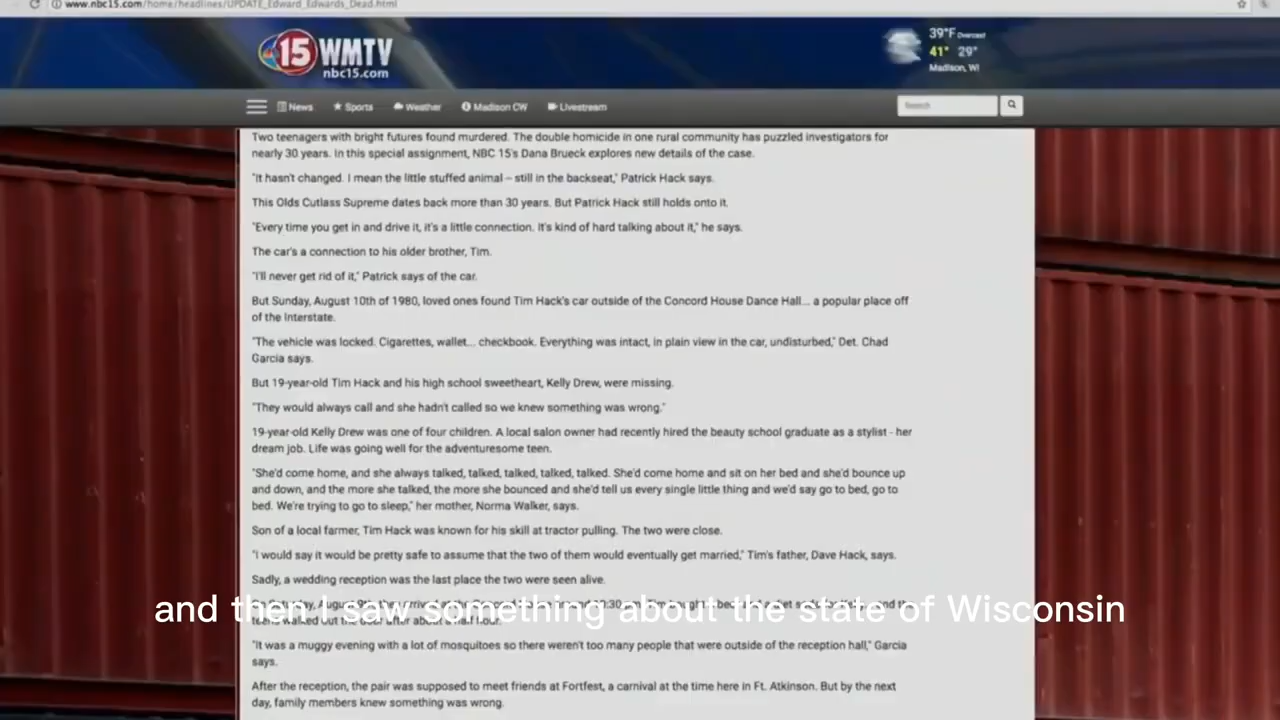 www.nbc15.com/home/headlines/UPDATE_Edward_Edwards_Dead.html
15 WMTV
nbc15.com
39°F Overcast
41° 29°
Madison, WI
News Sports Weather Madison CW Livestream
Search
Two teenagers with bright futures found murdered. The double homicide in one rural community has puzzled investigators for
nearly 30 years. In this special assignment, NBC 15's Dana Brueck explores new details of the case.
"It hasn't changed. I mean the little stuffed animal – still in the backseat," Patrick Hack says.
This Olds Cutlass Supreme dates back more than 30 years. But Patrick Hack still holds onto it.
"Every time you get in and drive it, it's a little connection. It's kind of hard talking about it," he says.
The car's a connection to his older brother, Tim.
"I'll never get rid of it," Patrick says of the car.
But Sunday, August 10th of 1980, loved ones found Tim Hack's car outside of the Concord House Dance Hall... a popular place off
of the Interstate.
"The vehicle was locked. Cigarettes, wallet... checkbook. Everything was intact, in plain view in the car, undisturbed," Det. Chad
Garcia says.
But 19-year-old Tim Hack and his high school sweetheart, Kelly Drew, were missing.
"They would always call and she hadn't called so we knew something was wrong."
19-year-old Kelly Drew was one of four children. A local salon owner had recently hired the beauty school graduate as a stylist - her
dream job. Life was going well for the adventuresome teen.
"She'd come home, and she always talked, talked, talked, talked, talked. She'd come home and sit on her bed and she'd bounce up
and down, and the more she talked, the more she bounced and she'd tell us every single little thing and we'd say go to bed, go to
bed. We're trying to go to sleep," her mother, Norma Walker, says.
Son of a local farmer, Tim Hack was known for his skill at tractor pulling. The two were close.
"I would say it would be pretty safe to assume that the two of them would eventually get married," Tim's father, Dave Hack, says.
Sadly, a wedding reception was the last place the two were seen alive.
and then I saw something about the state of Wisconsin
"It was a muggy evening with a lot of mosquitoes so there weren't too many people that were outside of the reception hall," Garcia
says.
After the reception, the pair was supposed to meet friends at Fortfest, a carnival at the time here in Ft. Atkinson. But by the next
day, family members knew something was wrong.